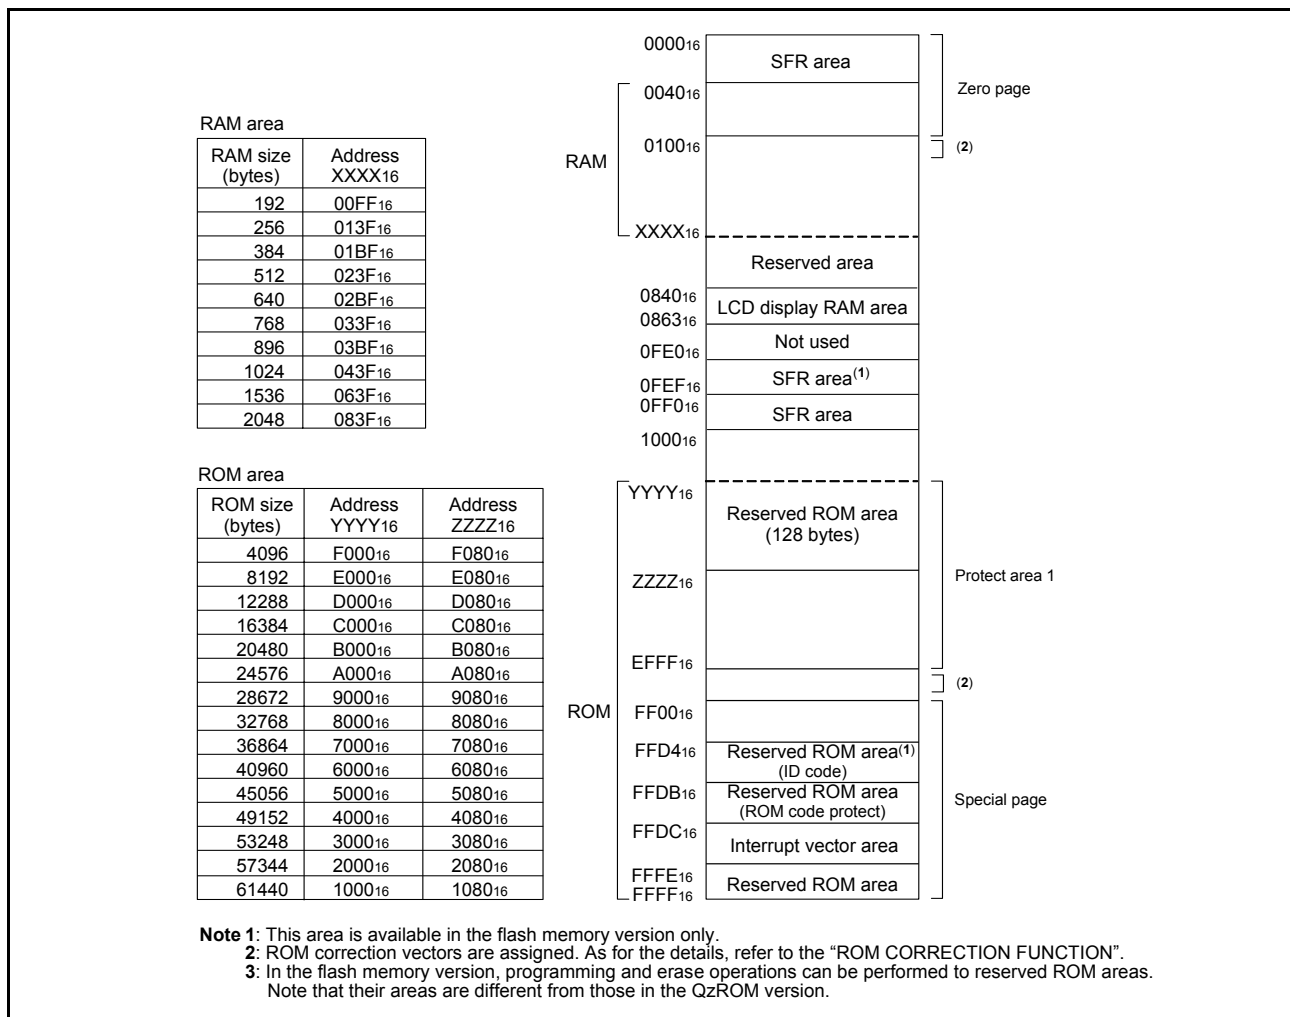 RAM area
RAM size (bytes) Address XXXX16
192 00FF16
256 013F16
384 01BF16
512 023F16
640 02BF16
768 033F16
896 03BF16
1024 043F16
1536 063F16
2048 083F16
ROM area
ROM size (bytes) Address YYYY16 Address ZZZZ16
4096 F00016 F08016
8192 E00016 E08016
12288 D00016 D08016
16384 C00016 C08016
20480 B00016 B08016
24576 A00016 A08016
28672 900016 908016
32768 800016 808016
36864 700016 708016
40960 600016 608016
45056 500016 508016
49152 400016 408016
53248 300016 308016
57344 200016 208016
61440 100016 108016
000016
SFR area
Zero page
004016
RAM
010016
(2)
XXXX16
Reserved area
084016
LCD display RAM area
086316
Not used
0FE016
SFR area(1)
0FEF16
0FF016
SFR area
100016
YYYY16
Reserved ROM area
(128 bytes)
ZZZZ16
Protect area 1
EFFF16
(2)
ROM
FF0016
FFD416
Reserved ROM area(1)
(ID code)
FFDB16
Reserved ROM area
(ROM code protect)
Special page
FFDC16
Interrupt vector area
FFFE16
Reserved ROM area
FFFF16
Note 1: This area is available in the flash memory version only.
2: ROM correction vectors are assigned. As for the details, refer to the “ROM CORRECTION FUNCTION”.
3: In the flash memory version, programming and erase operations can be performed to reserved ROM areas.
Note that their areas are different from those in the QzROM version.